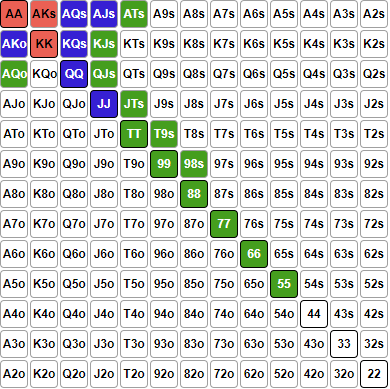 AA AKs AQs AJs ATs A9s A8s A7s A6s A5s A4s A3s A2s
AKo KK KQs KJs KTs K9s K8s K7s K6s K5s K4s K3s K2s
AQo KQo QQ QJs QTs Q9s Q8s Q7s Q6s Q5s Q4s Q3s Q2s
AJo KJo QJo JJ JTs J9s J8s J7s J6s J5s J4s J3s J2s
ATo KTo QTo JTo TT T9s T8s T7s T6s T5s T4s T3s T2s
A9o K9o Q9o J9o T9o 99 98s 97s 96s 95s 94s 93s 92s
A8o K8o Q8o J8o T8o 98o 88 87s 86s 85s 84s 83s 82s
A7o K7o Q7o J7o T7o 97o 87o 77 76s 75s 74s 73s 72s
A6o K6o Q6o J6o T6o 96o 86o 76o 66 65s 64s 63s 62s
A5o K5o Q5o J5o T5o 95o 85o 75o 65o 55 54s 53s 52s
A4o K4o Q4o J4o T4o 94o 84o 74o 64o 54o 44 43s 42s
A3o K3o Q3o J3o T3o 93o 83o 73o 63o 53o 43o 33 32s
A2o K2o Q2o J2o T2o 92o 82o 72o 62o 52o 42o 32o 22